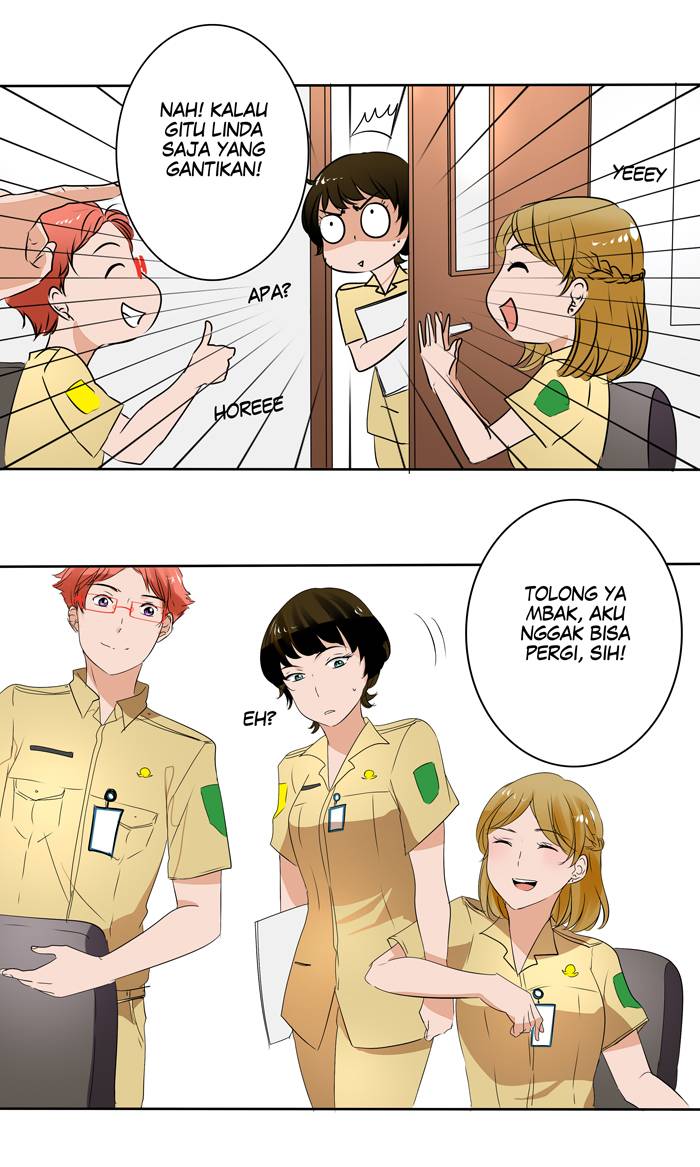 NAH! KALAU
GITU LINDA
SAJA YANG
GANTIKAN!
YEEEY
APA?
HOREEE
TOLONG YA
MBAK, AKU
NGGAK BISA
PERGI, SIH!
EH?